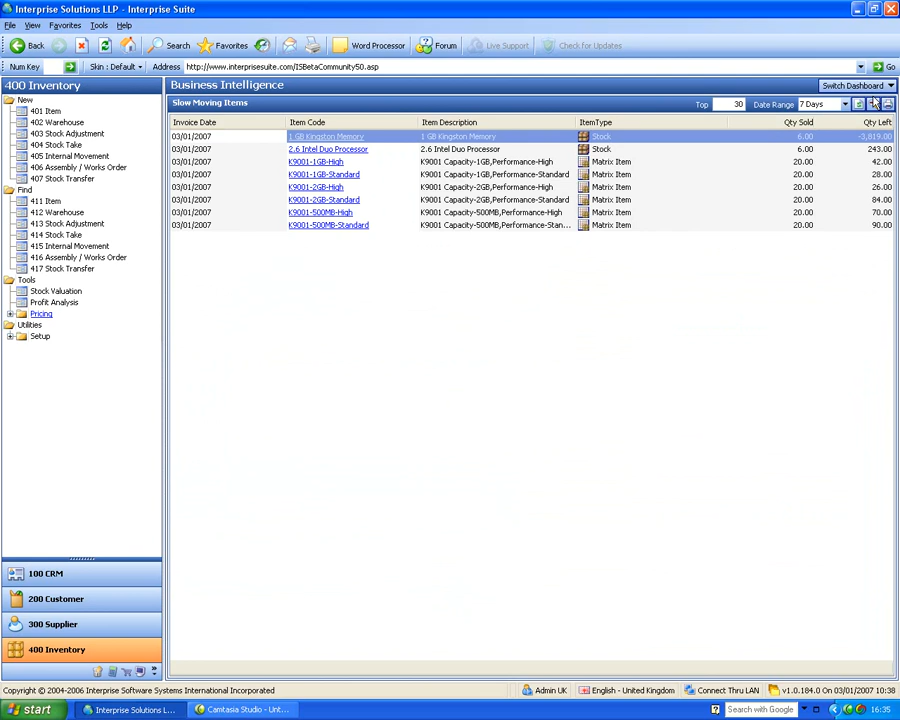 Interprise Solutions LLP - Interprise Suite
File View Favorites Tools Help
Back Search Favorites Word Processor Forum Live Support Check for Updates
Num Key Skin : Default Address http://www.interprisesuite.com/ISBetaCommunity50.asp Go
400 Inventory
New
401 Item
402 Warehouse
403 Stock Adjustment
404 Stock Take
405 Internal Movement
406 Assembly / Works Order
407 Stock Transfer
Find
411 Item
412 Warehouse
413 Stock Adjustment
414 Stock Take
415 Internal Movement
416 Assembly / Works Order
417 Stock Transfer
Tools
Stock Valuation
Profit Analysis
Pricing
Utilities
Setup
100 CRM
200 Customer
300 Supplier
400 Inventory
Business Intelligence Switch Dashboard
Slow Moving Items Top 30 Date Range 7 Days
Invoice Date Item Code Item Description ItemType Qty Sold Qty Left
03/01/2007 1 GB Kingston Memory 1 GB Kingston Memory Stock 6.00 -3,819.00
03/01/2007 2.6 Intel Duo Processor 2.6 Intel Duo Processor Stock 6.00 243.00
03/01/2007 K9001-1GB-High K9001 Capacity-1GB,Performance-High Matrix Item 20.00 42.00
03/01/2007 K9001-1GB-Standard K9001 Capacity-1GB,Performance-Standard Matrix Item 20.00 28.00
03/01/2007 K9001-2GB-High K9001 Capacity-2GB,Performance-High Matrix Item 20.00 26.00
03/01/2007 K9001-2GB-Standard K9001 Capacity-2GB,Performance-Standard Matrix Item 20.00 84.00
03/01/2007 K9001-500MB-High K9001 Capacity-500MB,Performance-High Matrix Item 20.00 70.00
03/01/2007 K9001-500MB-Standard K9001 Capacity-500MB,Performance-Stan... Matrix Item 20.00 90.00
Copyright © 2004-2006 Interprise Software Systems International Incorporated Admin UK English - United Kingdom Connect Thru LAN v1.0.184.0 On 03/01/2007 10:38
start Interprise Solutions L... Camtasia Studio - Unt... Search with Google 16:35